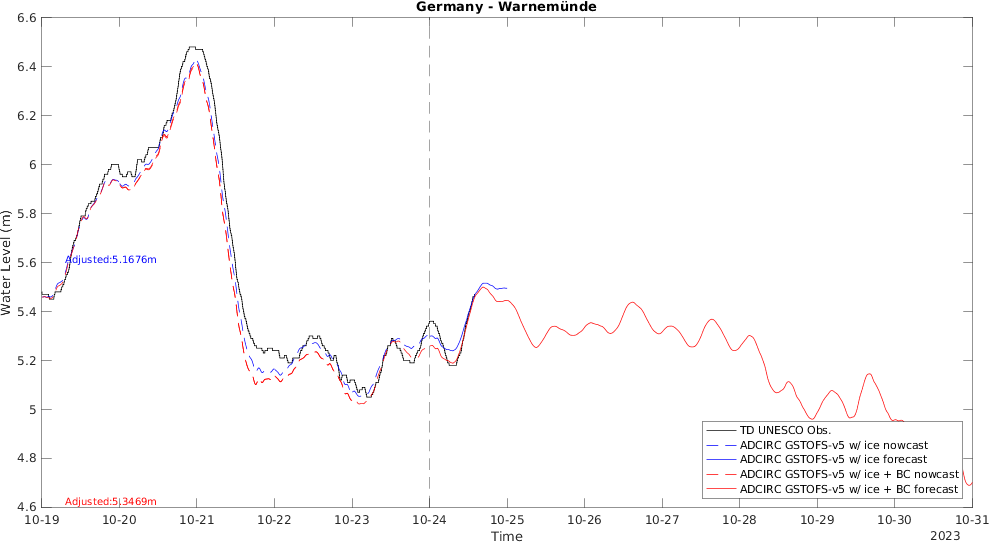 Germany - Warnemünde
6.6
6.4
6.2
6
5.8
5.6
5.4
5.2
5
4.8
4.6
Water Level (m)
Adjusted:5.1676m
Adjusted:5.3469m
TD UNESCO Obs.
ADCIRC GSTOFS-v5 w/ ice nowcast
ADCIRC GSTOFS-v5 w/ ice forecast
ADCIRC GSTOFS-v5 w/ ice + BC nowcast
ADCIRC GSTOFS-v5 w/ ice + BC forecast
10-19 10-20 10-21 10-22 10-23 10-24 10-25 10-26 10-27 10-28 10-29 10-30 10-31
Time
2023